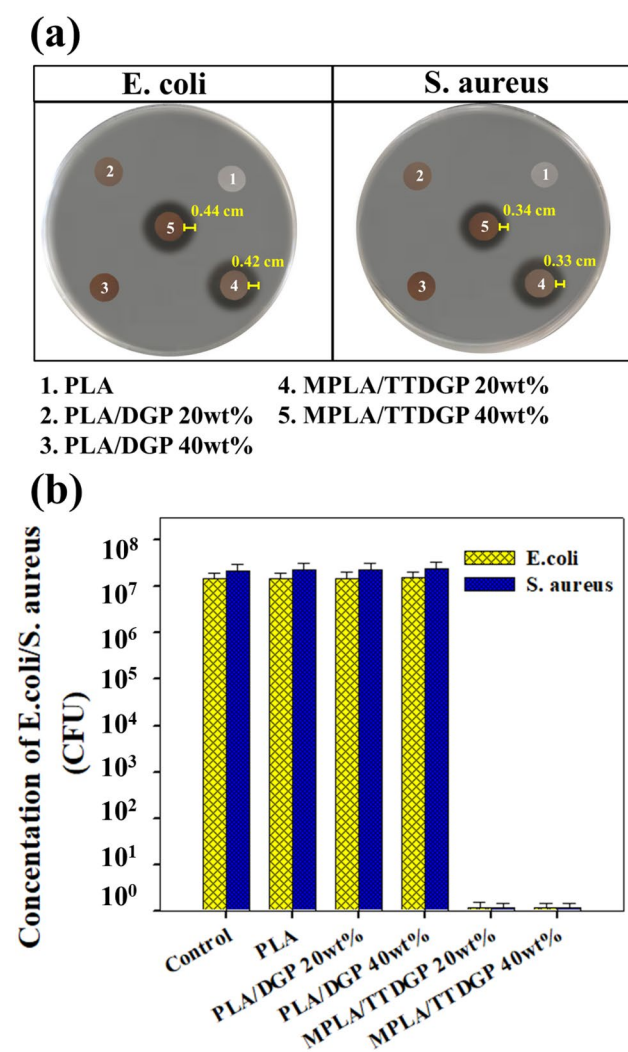 (a)
E. coli
S. aureus
2
1
0.44 cm
5
0.42 cm
4
3
2
1
0.34 cm
5
0.33 cm
4
3
1. PLA
2. PLA/DGP 20wt%
3. PLA/DGP 40wt%
4. MPLA/TTDGP 20wt%
5. MPLA/TTDGP 40wt%
(b)
Concentation of E.coli/S. aureus
(CFU)
10⁸
10⁷
10⁶
10⁵
10⁴
10³
10²
10¹
10⁰
E.coli
S. aureus
Control
PLA
PLA/DGP 20wt%
PLA/DGP 40wt%
MPLA/TTDGP 20wt%
MPLA/TTDGP 40wt%